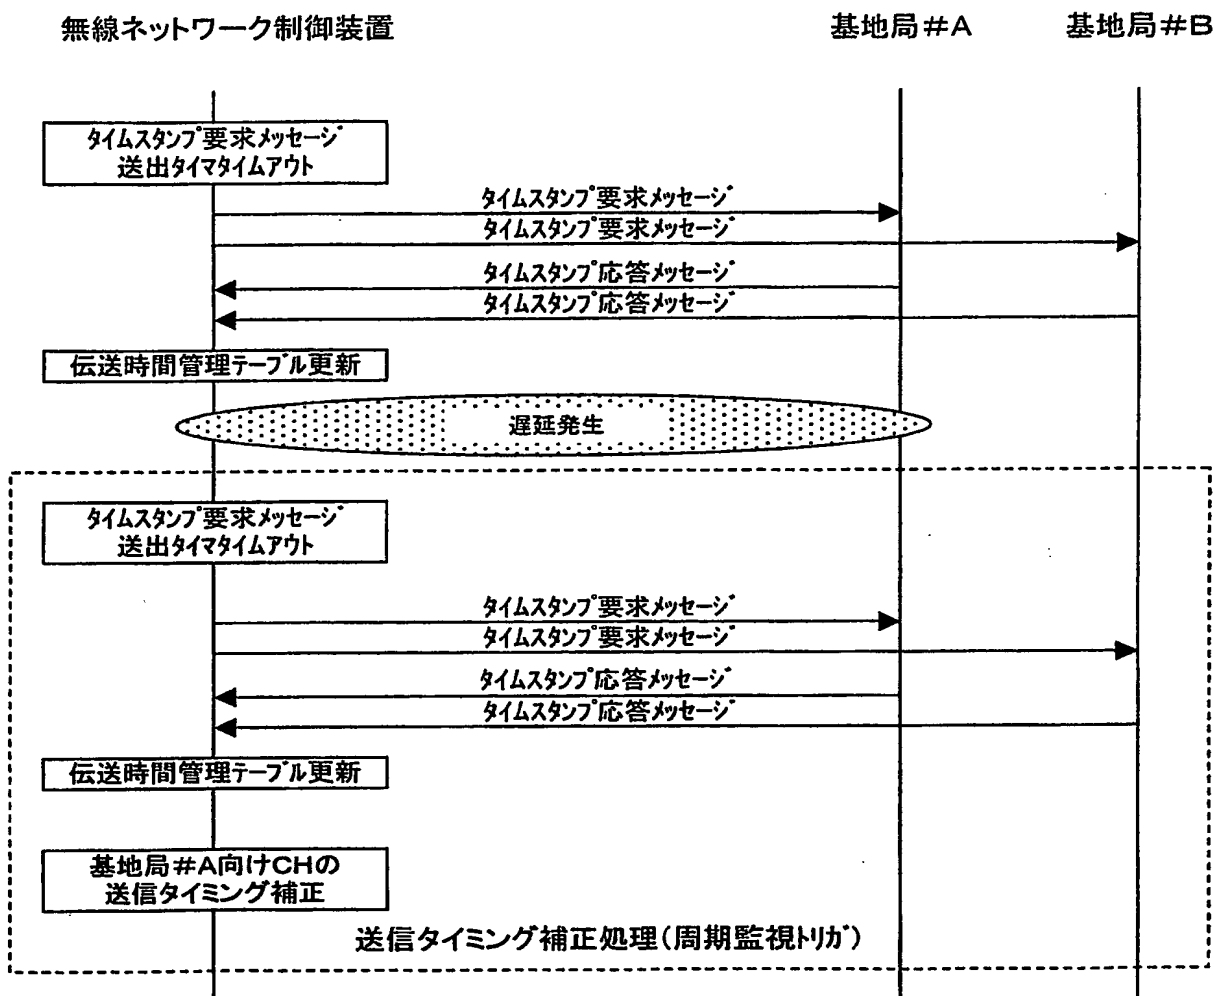 無線ネットワーク制御装置
基地局#A
基地局#B
タイムスタンプ要求メッセージ
送出タイマタイムアウト
タイムスタンプ要求メッセージ
タイムスタンプ要求メッセージ
タイムスタンプ応答メッセージ
タイムスタンプ応答メッセージ
伝送時間管理テーブル更新
遅延発生
タイムスタンプ要求メッセージ
送出タイマタイムアウト
タイムスタンプ要求メッセージ
タイムスタンプ要求メッセージ
タイムスタンプ応答メッセージ
タイムスタンプ応答メッセージ
伝送時間管理テーブル更新
基地局#A向けCHの
送信タイミング補正
送信タイミング補正処理(周期監視トリガ)